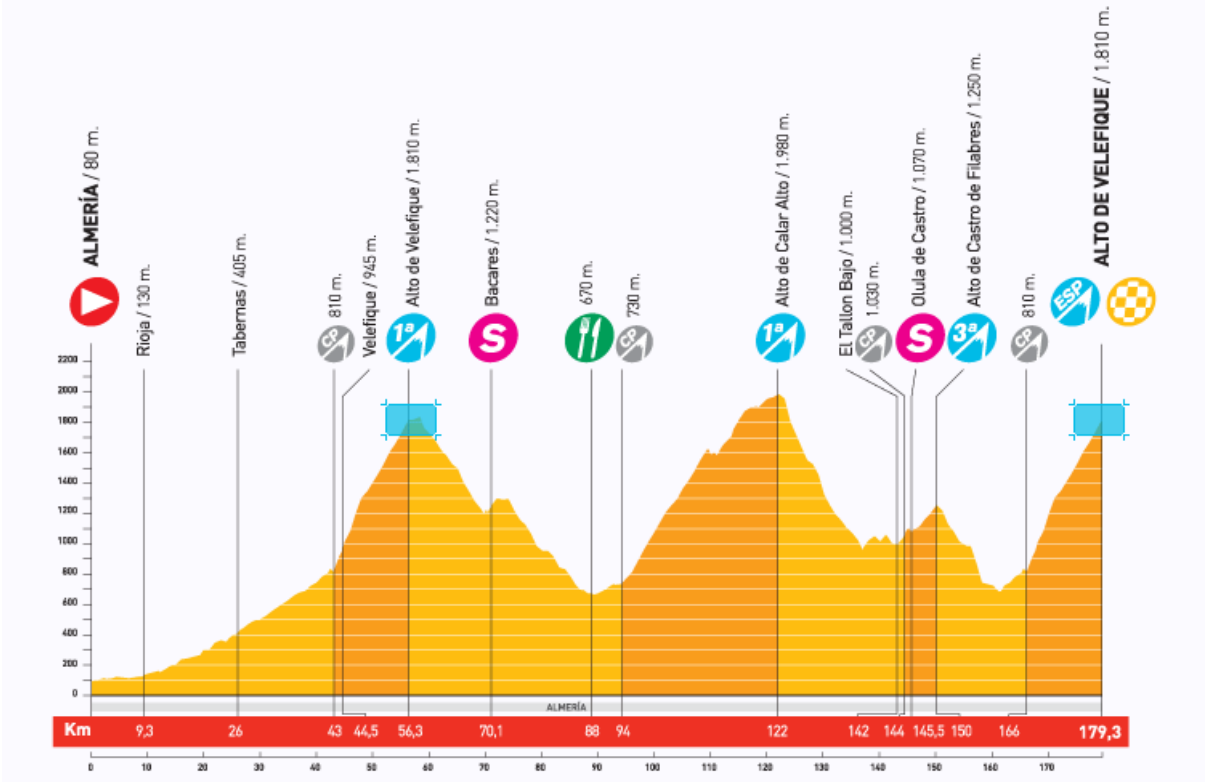 ALMERÍA / 80 m.
Rioja / 130 m.
Tabernas / 405 m.
CP
810 m.
Velefique / 945 m.
1ª
Alto de Velefique / 1.810 m.
S
Bacares / 1.220 m.
670 m.
CP
730 m.
1ª
Alto de Calar Alto / 1.980 m.
El Tallon Bajo / 1.000 m.
CP
1.030 m.
S
Olula de Castro / 1.070 m.
3ª
Alto de Castro de Filabres / 1.250 m.
CP
810 m.
ESP
ALTO DE VELEFIQUE / 1.810 m.
2200
2000
1800
1600
1400
1200
1000
800
600
400
200
0
ALMERÍA
Km 9,3 26 43 44,5 56,3 70,1 88 94 122 142 144 145,5 150 166 179,3
0 10 20 30 40 50 60 70 80 90 100 110 120 130 140 150 160 170